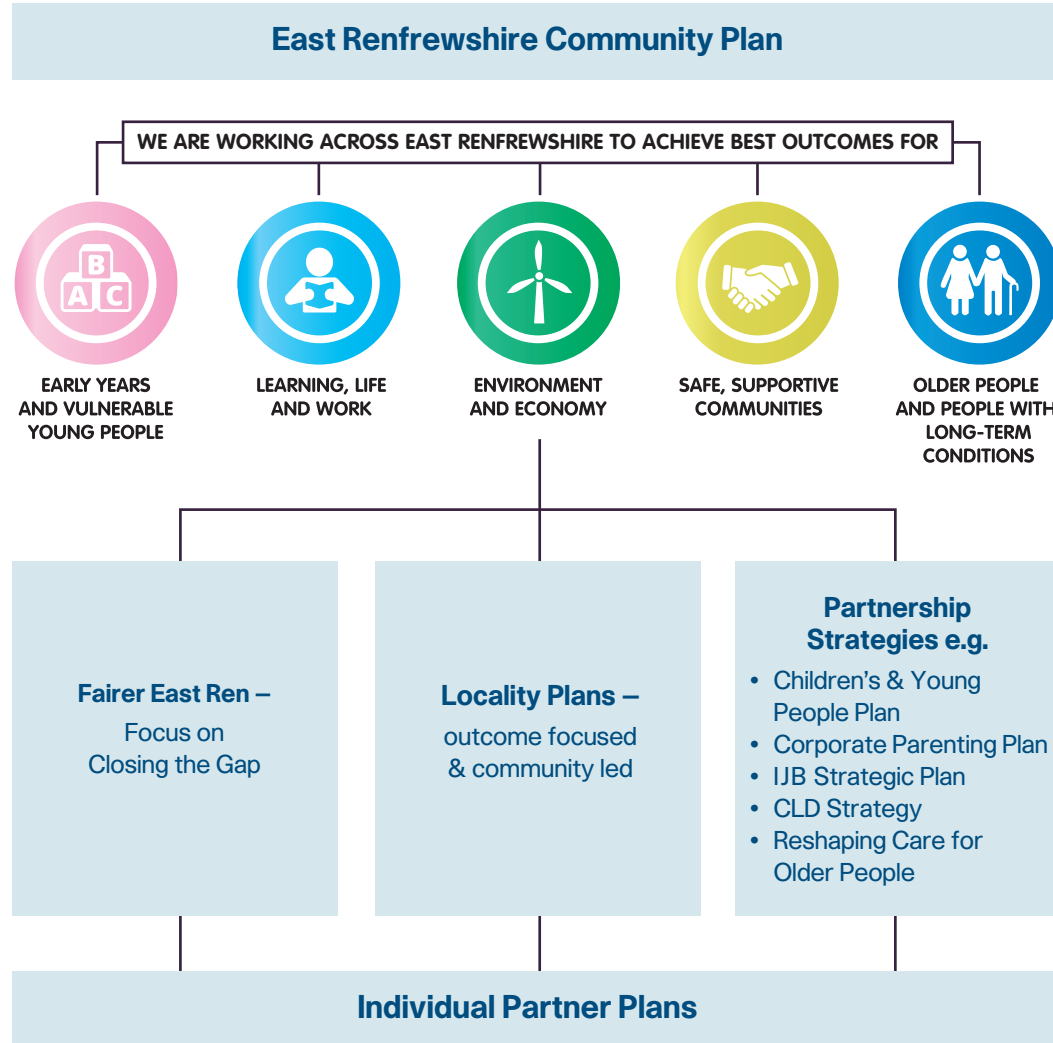 East Renfrewshire Community Plan
WE ARE WORKING ACROSS EAST RENFREWSHIRE TO ACHIEVE BEST OUTCOMES FOR
B
A C
EARLY YEARS
AND VULNERABLE
YOUNG PEOPLE
LEARNING, LIFE
AND WORK
ENVIRONMENT
AND ECONOMY
SAFE, SUPPORTIVE
COMMUNITIES
OLDER PEOPLE
AND PEOPLE WITH
LONG-TERM
CONDITIONS
Fairer East Ren –
Focus on
Closing the Gap
Locality Plans –
outcome focused
& community led
Partnership
Strategies e.g.
• Children's & Young
People Plan
• Corporate Parenting Plan
• IJB Strategic Plan
• CLD Strategy
• Reshaping Care for
Older People
Individual Partner Plans